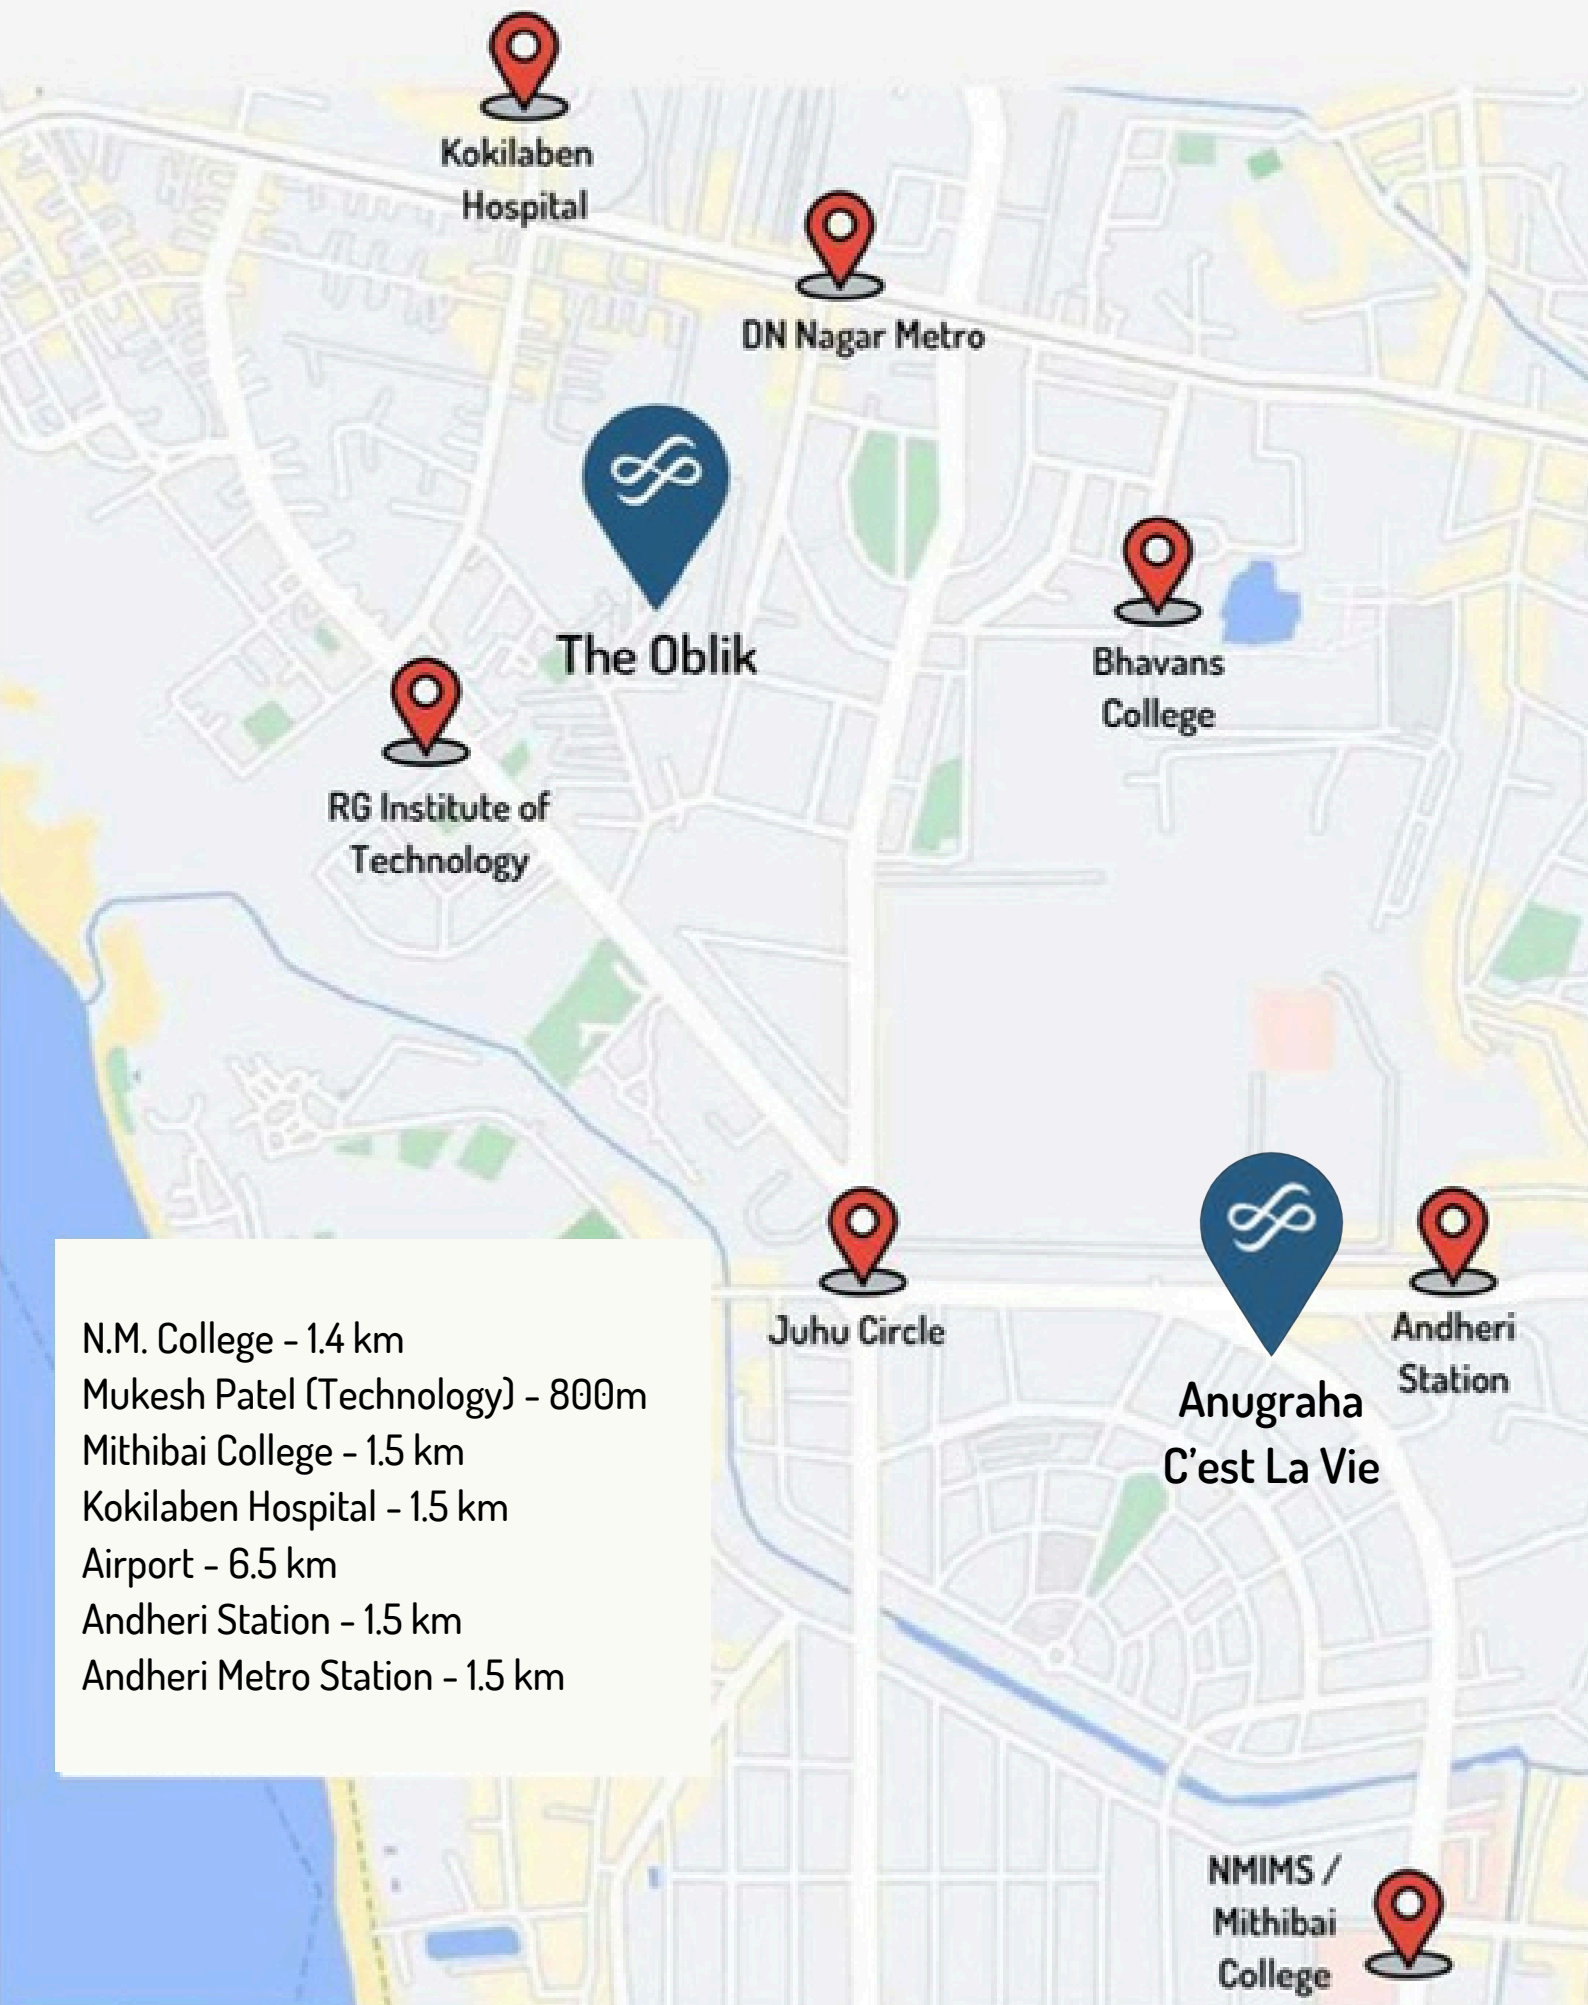 Kokilaben
Hospital
DN Nagar Metro
The Oblik
Bhavans
College
RG Institute of
Technology
Juhu Circle
Andheri
Station
Anugraha
C'est La Vie
N.M. College - 1.4 km
Mukesh Patel (Technology) - 800m
Mithibai College - 1.5 km
Kokilaben Hospital - 1.5 km
Airport - 6.5 km
Andheri Station - 1.5 km
Andheri Metro Station - 1.5 km
NMIMS /
Mithibai
College